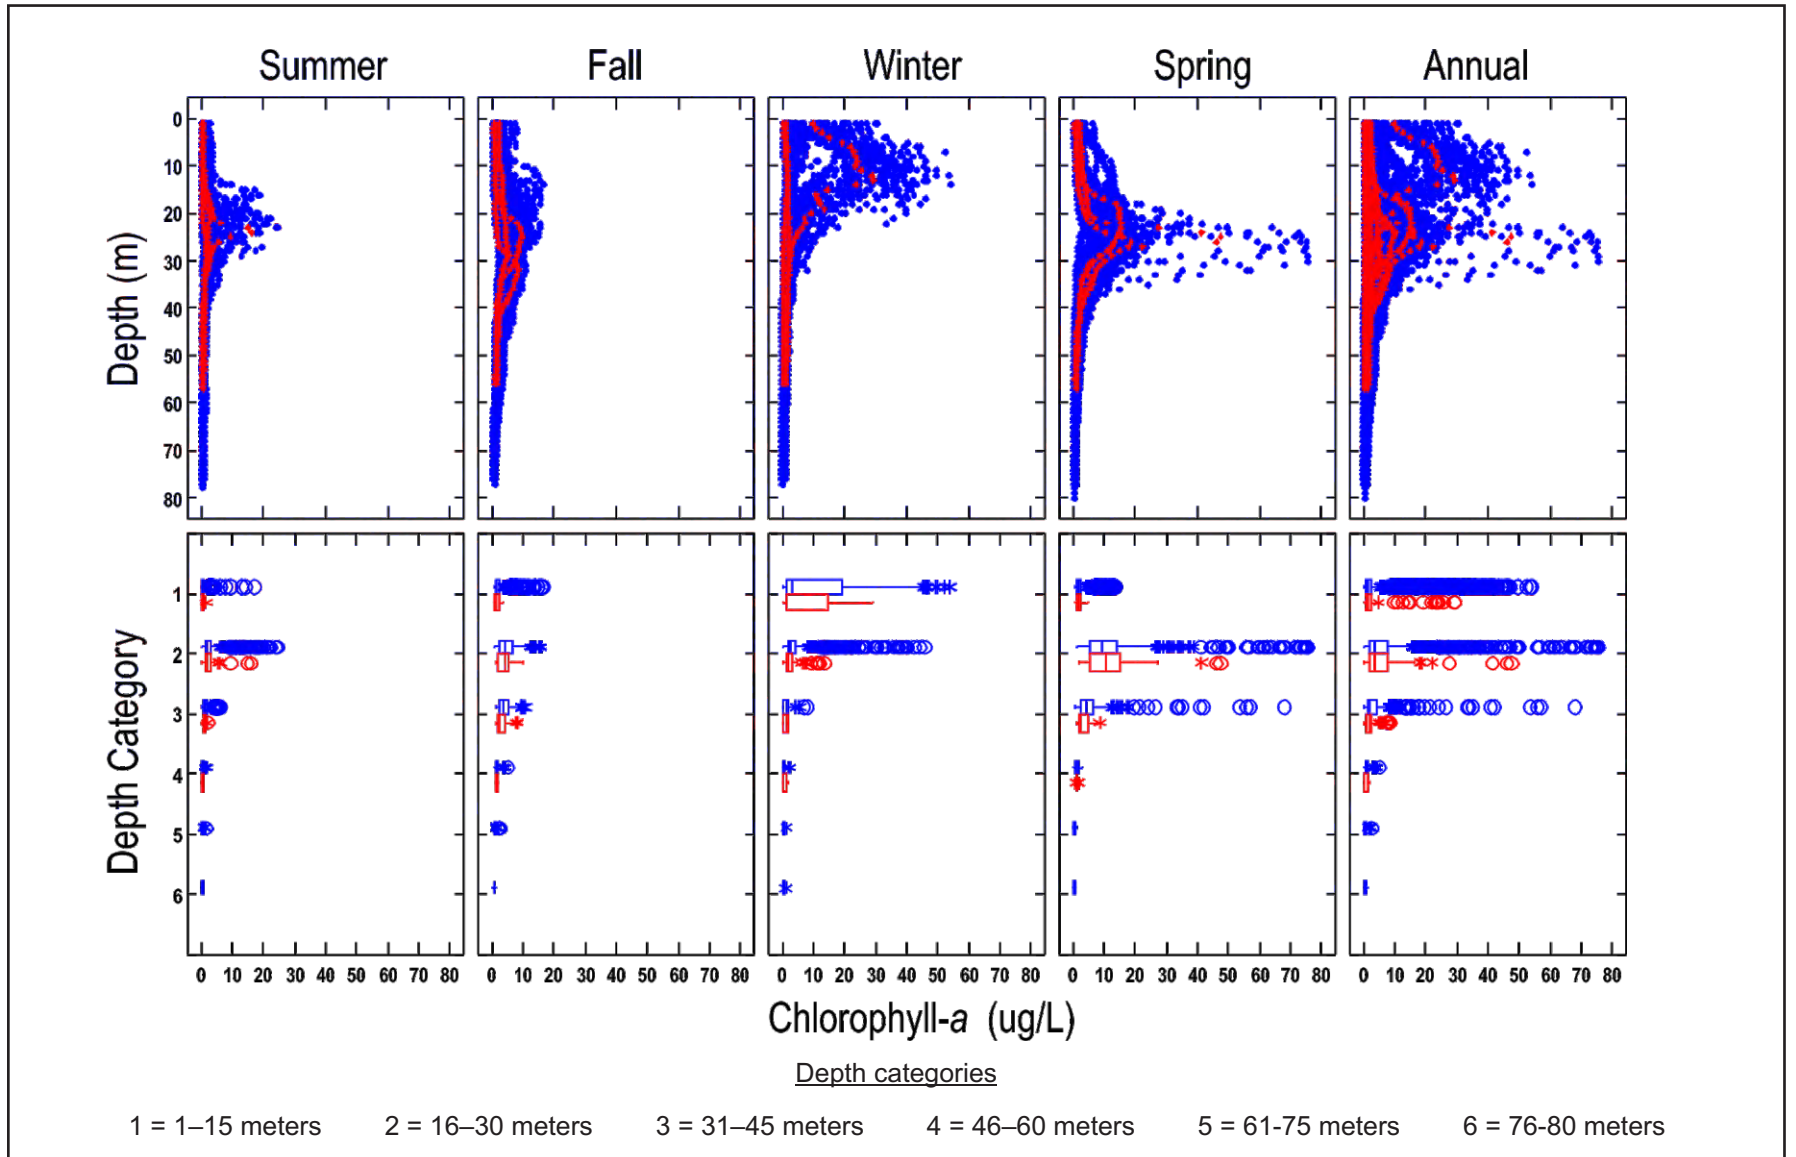 Summer Fall Winter Spring Annual
0
10
20
30
40
50
60
70
80
Depth (m)
1
2
3
4
5
6
Depth Category
0 10 20 30 40 50 60 70 80 0 10 20 30 40 50 60 70 80 0 10 20 30 40 50 60 70 80 0 10 20 30 40 50 60 70 80 0 10 20 30 40 50 60 70 80
Chlorophyll-a (ug/L)
Depth categories
1 = 1–15 meters 2 = 16–30 meters 3 = 31–45 meters 4 = 46–60 meters 5 = 61-75 meters 6 = 76-80 meters